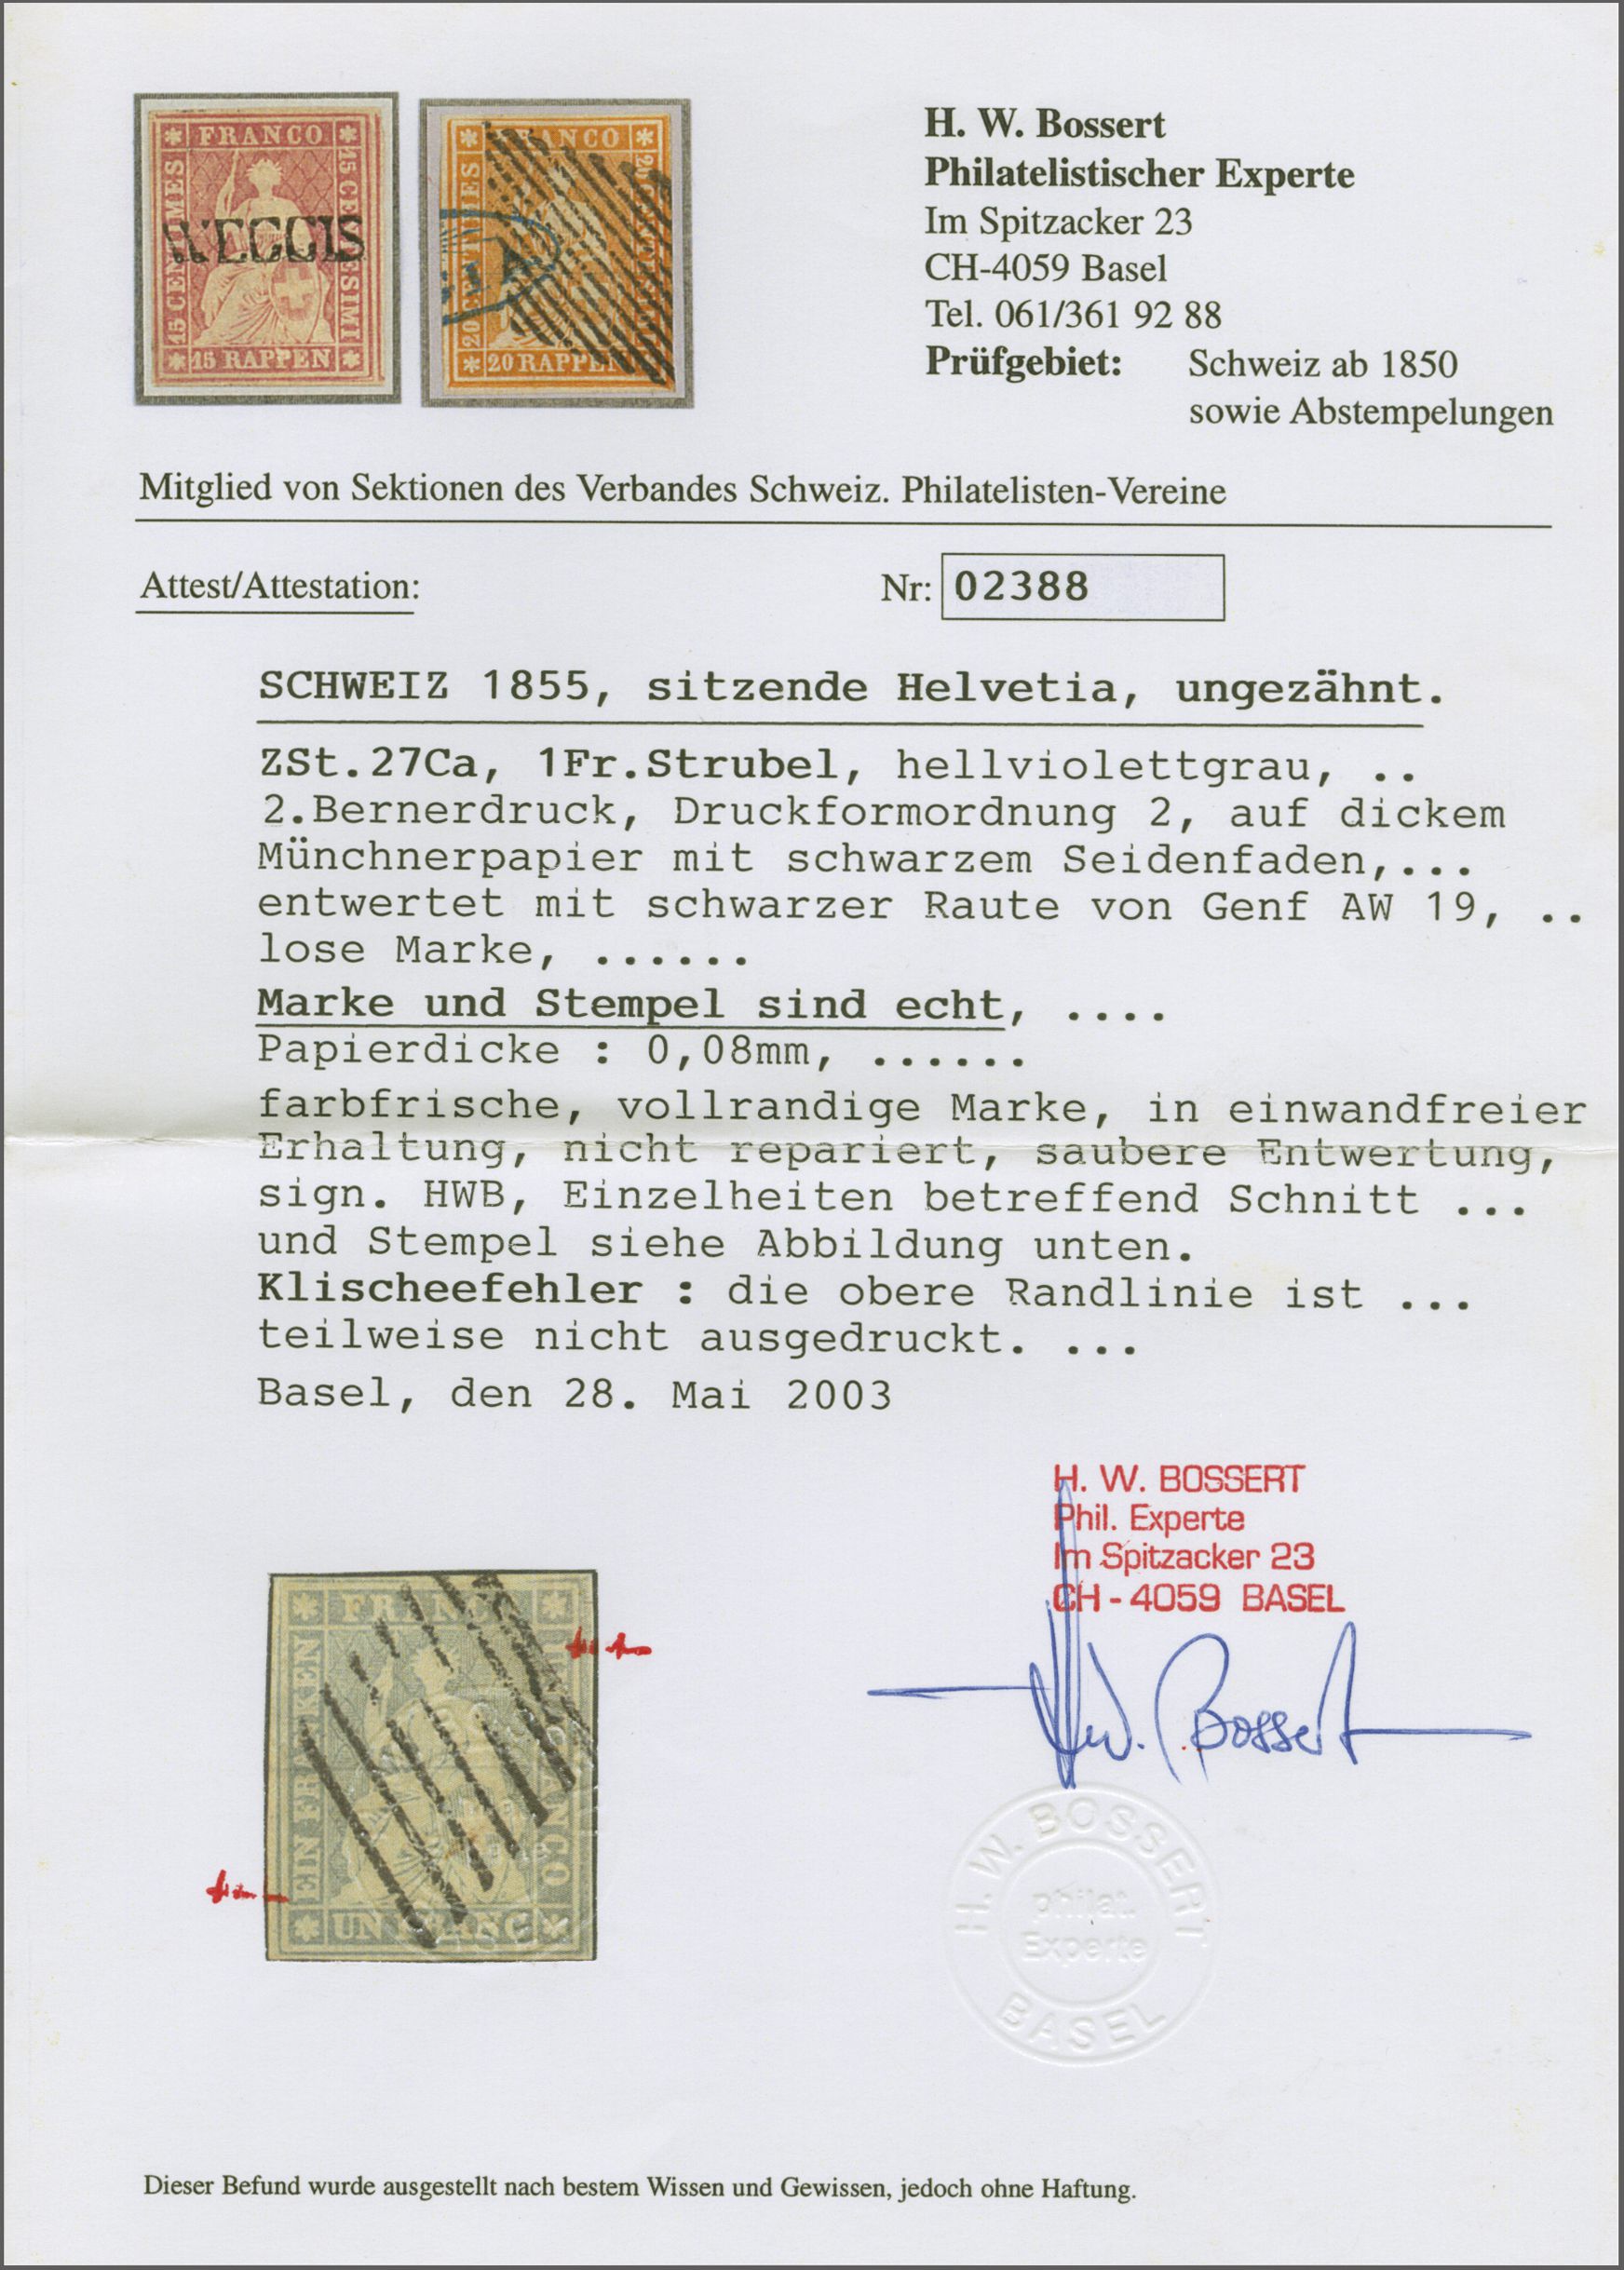 FRANCO
15 CENTIMES
15 CENTESIMI
WEGGIS
15 RAPPEN
20 RAPPEN
H. W. Bossert
Philatelistischer Experte
Im Spitzacker 23
CH-4059 Basel
Tel. 061/361 92 88
Prüfgebiet: Schweiz ab 1850
sowie Abstempelungen
Mitglied von Sektionen des Verbandes Schweiz. Philatelisten-Vereine
Attest/Attestation: Nr: 02388
SCHWEIZ 1855, sitzende Helvetia, ungezähnt.
ZSt.27Ca, 1Fr.Strubel, hellviolettgrau, ..
2.Bernerdruck, Druckformordnung 2, auf dickem
Münchnerpapier mit schwarzem Seidenfaden,...
entwertet mit schwarzer Raute von Genf AW 19, ..
lose Marke, ......
Marke und Stempel sind echt, ....
Papierdicke : 0,08mm, ......
farbfrische, vollrandige Marke, in einwandfreier
Erhaltung, nicht repariert, saubere Entwertung,
sign. HWB, Einzelheiten betreffend Schnitt ...
und Stempel siehe Abbildung unten.
Klischeefehler : die obere Randlinie ist ...
teilweise nicht ausgedruckt. ...
Basel, den 28. Mai 2003
H. W. BOSSERT
Phil. Experte
Im Spitzacker 23
CH - 4059 BASEL
HW. Bossert
EIN FRANKEN
UN FRANC
H. W. BOSSERT
philat.
Experte
BASEL
Dieser Befund wurde ausgestellt nach bestem Wissen und Gewissen, jedoch ohne Haftung.